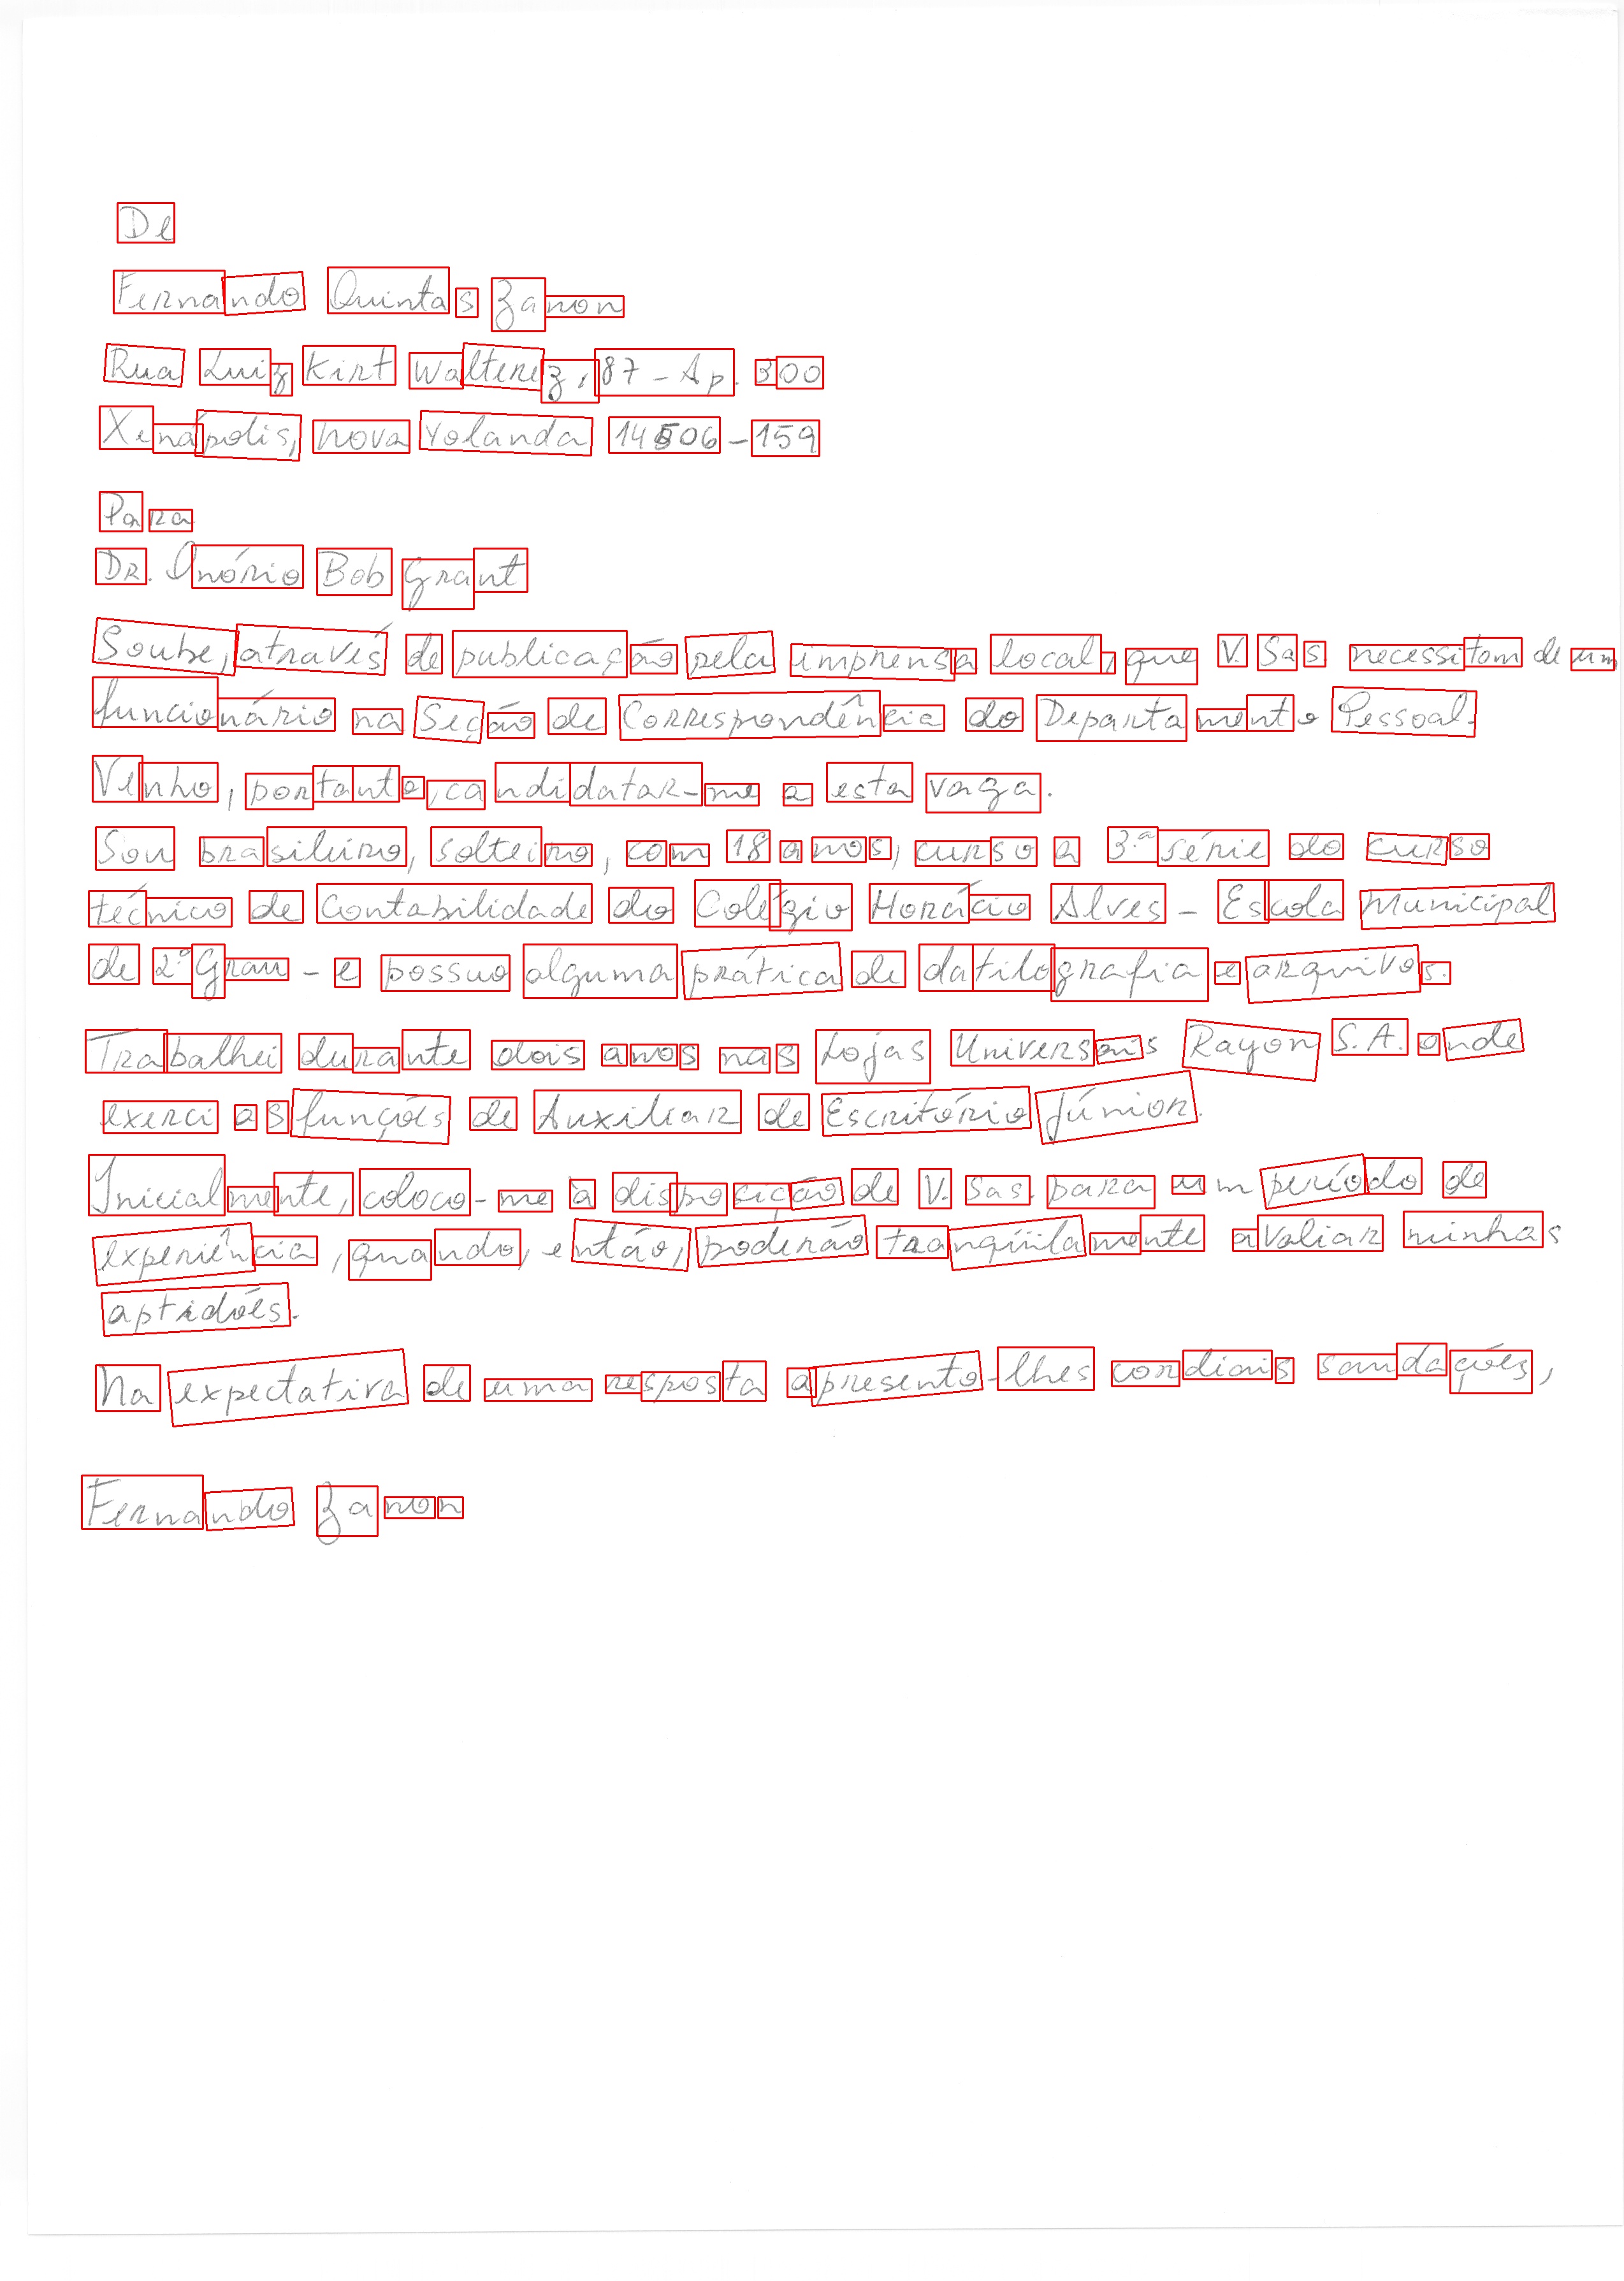 De
Fernando Quintas Zanon
Rua Luiz Kirt Walterez, 87 - Ap. 300
Xenápolis, Nova Yolanda 14506-159
Para
Dr. Onório Bob Grant
Soube, através de publicação pela imprensa local, que V. Sas necessitam de um
funcionário na Seção de Correspondência do Departamento Pessoal.
Venho, portanto, candidatar-me a esta vaga.
Sou brasileiro, solteiro, com 18 anos, curso a 3ª série do curso
técnico de Contabilidade do Colégio Horácio Alves - Escola Municipal
de 2º Grau - e possuo alguma prática de datilografia e arquivos.
Trabalhei durante dois anos nas Lojas Universais Rayon S.A. onde
exerci as funções de Auxiliar de Escritório Júnior.
Inicialmente, coloco-me à disposição de V. Sas. para um período de
experiência, quando, então, poderão tranqüilamente avaliar minhas
aptidões.
Na expectativa de uma resposta apresento-lhes cordiais saudações,
Fernando Zanon